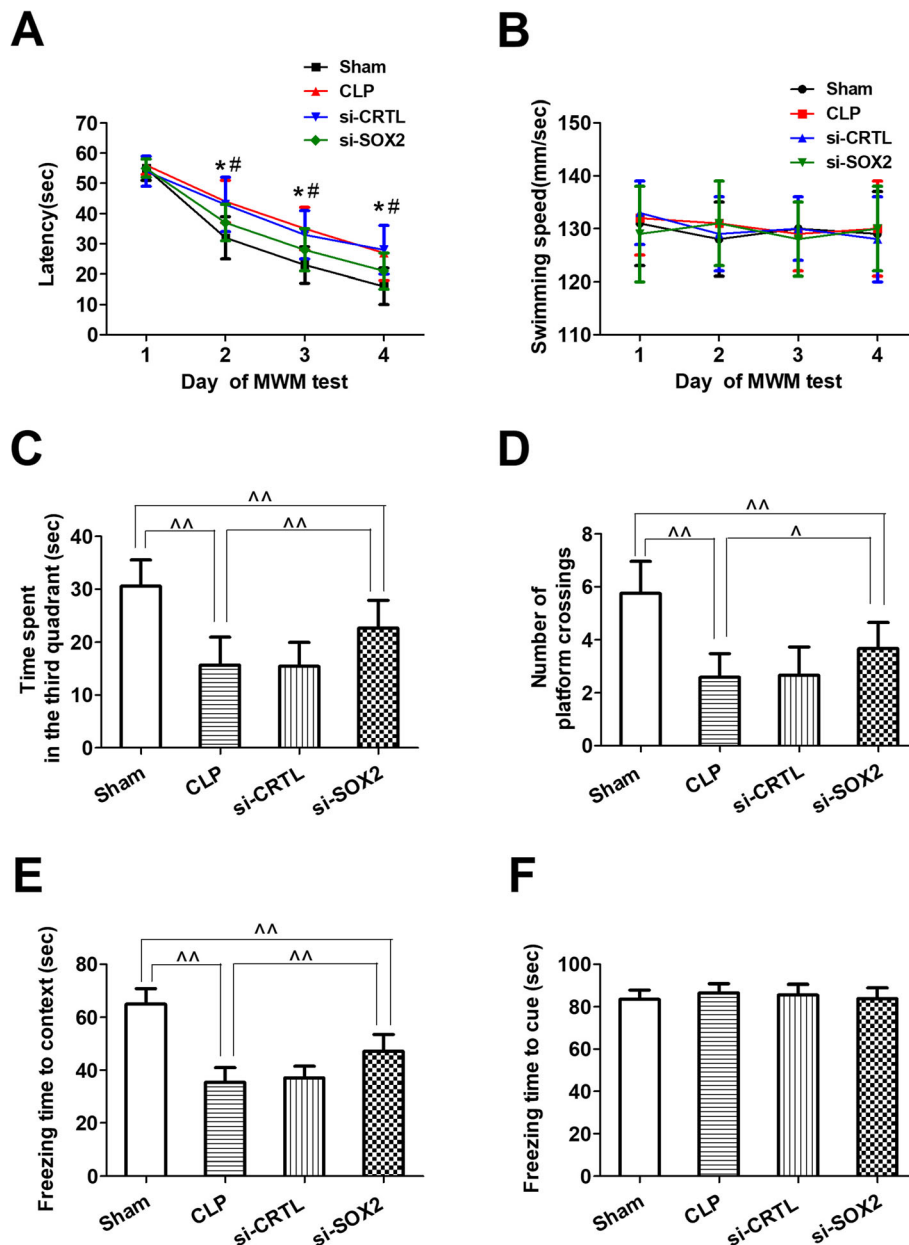 A
Sham
CLP
si-CRTL
si-SOX2
Latency(sec)
70
60
50
40
30
20
10
0
*#
*#
*#
1 2 3 4
Day of MWM test
B
Sham
CLP
si-CRTL
si-SOX2
Swimming speed(mm/sec)
150
140
130
120
110
1 2 3 4
Day of MWM test
C
Time spent
in the third quadrant (sec)
40
30
20
10
0
^^
^^
^^
Sham CLP si-CRTL si-SOX2
D
Number of
platform crossings
8
6
4
2
0
^^
^^
^
Sham CLP si-CRTL si-SOX2
E
Freezing time to context (sec)
80
60
40
20
0
^^
^^
^^
Sham CLP si-CRTL si-SOX2
F
Freezing time to cue (sec)
100
80
60
40
20
0
Sham CLP si-CRTL si-SOX2